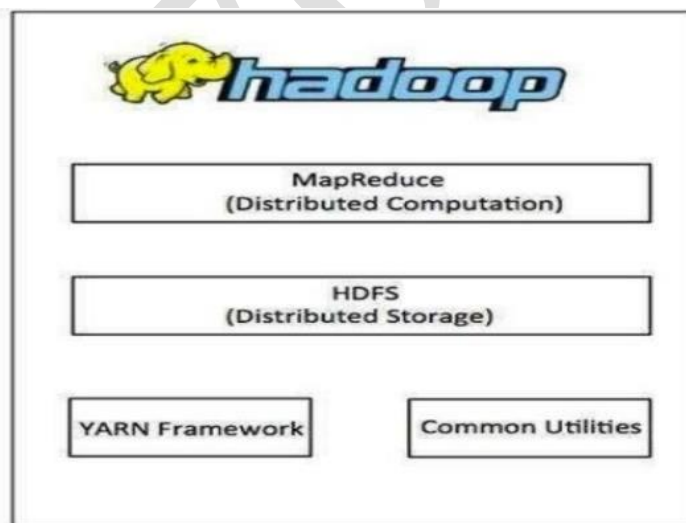 hadoop
MapReduce
(Distributed Computation)
HDFS
(Distributed Storage)
YARN Framework
Common Utilities